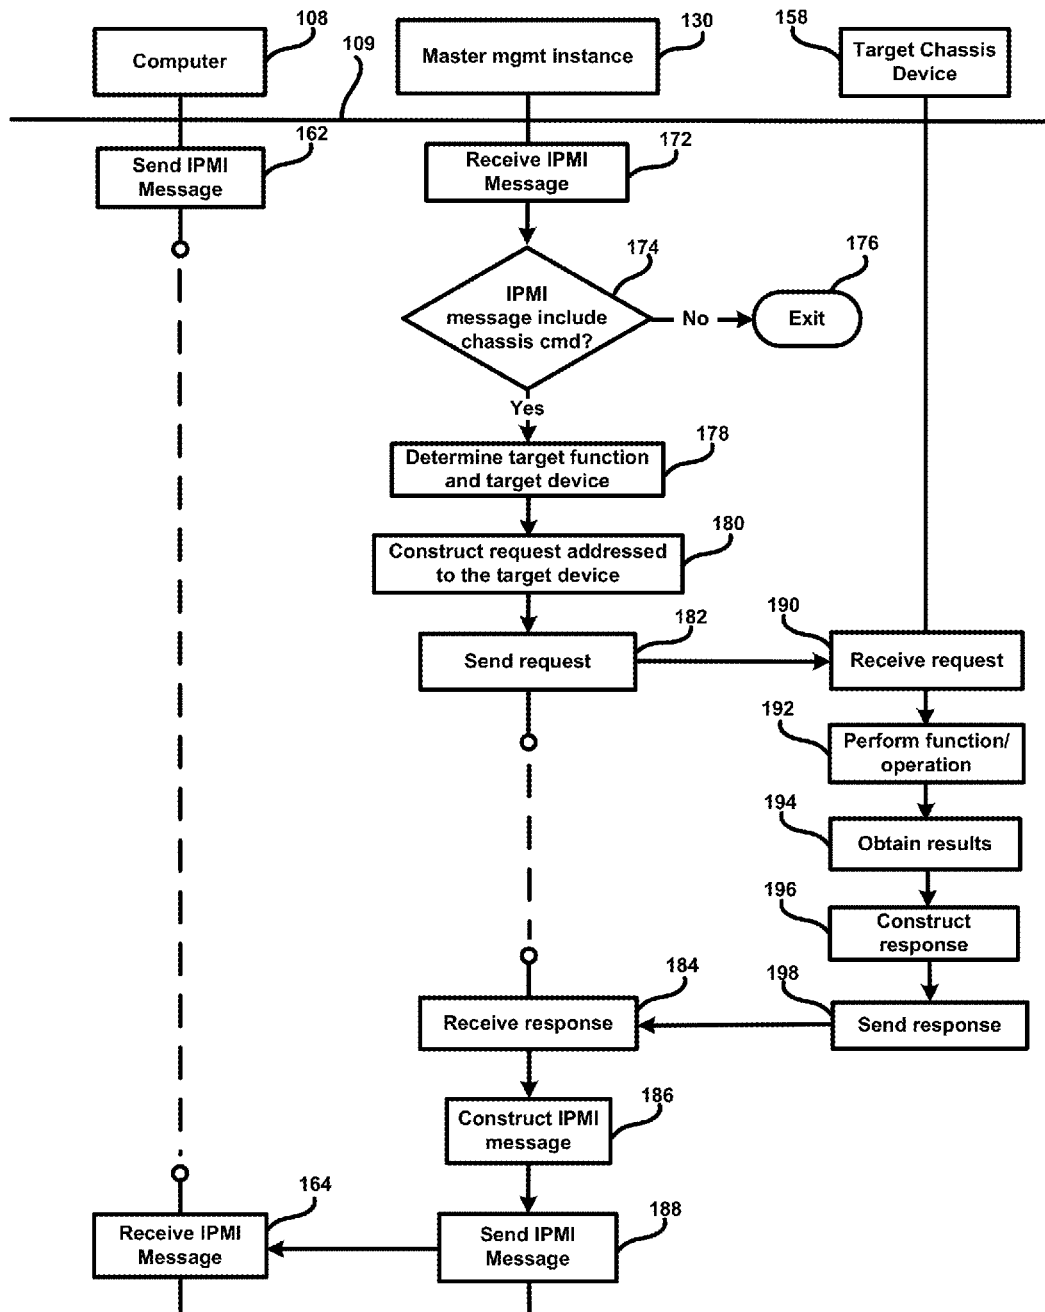 108
109
130
158
Computer
Master mgmt instance
Target Chassis
Device
162
172
Send IPMI
Message
Receive IPMI
Message
174
176
IPMI
message include
chassis cmd?
No
Exit
Yes
178
Determine target function
and target device
180
Construct request addressed
to the target device
182
190
Send request
Receive request
192
Perform function/
operation
194
Obtain results
196
Construct
response
184
198
Receive response
Send response
186
Construct IPMI
message
164
188
Receive IPMI
Message
Send IPMI
Message